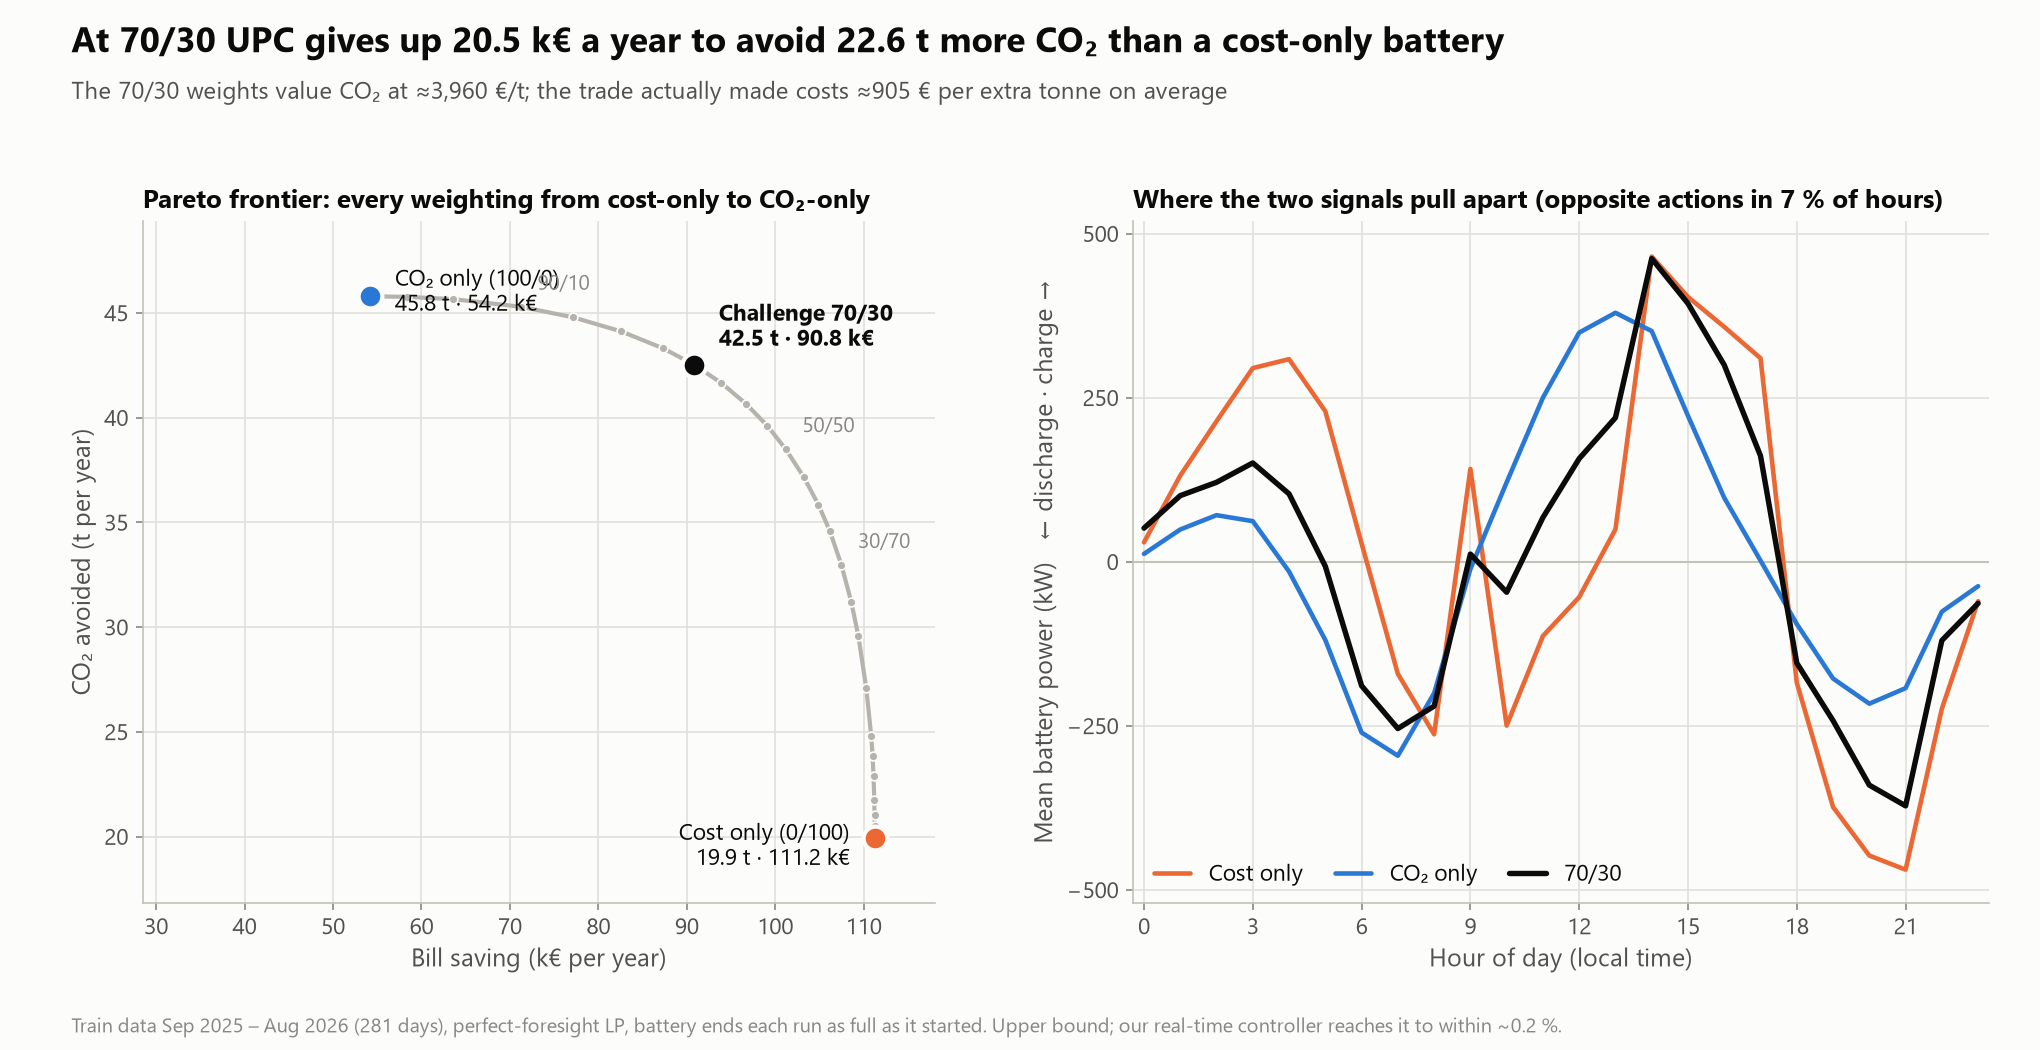 At 70/30 UPC gives up 20.5 k€ a year to avoid 22.6 t more CO₂ than a cost-only battery
The 70/30 weights value CO₂ at ≈3,960 €/t; the trade actually made costs ≈905 € per extra tonne on average
Pareto frontier: every weighting from cost-only to CO₂-only
CO₂ avoided (t per year)
45
40
35
30
25
20
CO₂ only (100/0)
45.8 t · 54.2 k€
90/10
Challenge 70/30
42.5 t · 90.8 k€
50/50
30/70
Cost only (0/100)
19.9 t · 111.2 k€
30 40 50 60 70 80 90 100 110
Bill saving (k€ per year)
Where the two signals pull apart (opposite actions in 7 % of hours)
Mean battery power (kW) ← discharge · charge →
500
250
0
−250
−500
Cost only CO₂ only 70/30
0 3 6 9 12 15 18 21
Hour of day (local time)
Train data Sep 2025 – Aug 2026 (281 days), perfect-foresight LP, battery ends each run as full as it started. Upper bound; our real-time controller reaches it to within ~0.2 %.